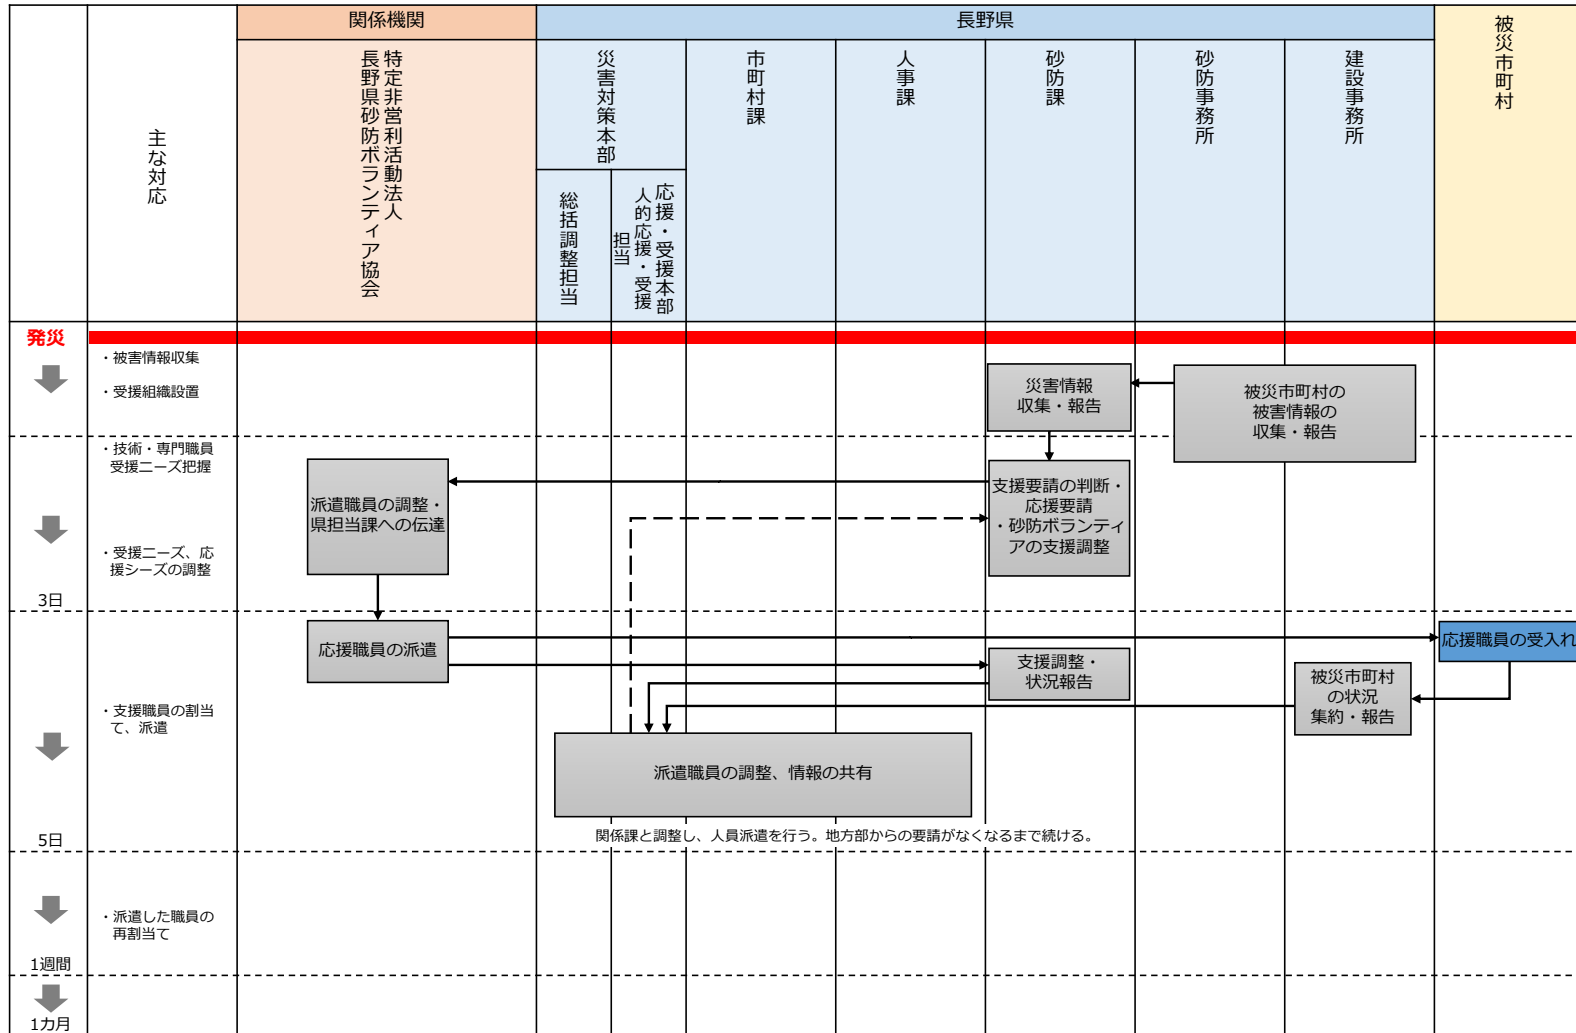 関係機関
長野県
被災市町村
主な対応
特定非営利活動法人
長野県砂防ボランティア協会
災害対策本部
市町村課
人事課
砂防課
砂防事務所
建設事務所
総括調整担当
応援・受援本部
人的応援・受援
担当
発災
・被害情報収集
・受援組織設置
災害情報
収集・報告
被災市町村の
被害情報の
収集・報告
・技術・専門職員
受援ニーズ把握
派遣職員の調整・
県担当課への伝達
支援要請の判断・
応援要請
・砂防ボランティ
アの支援調整
・受援ニーズ、応
援シーズの調整
3日
応援職員の派遣
応援職員の受入れ
支援調整・
状況報告
被災市町村
の状況
集約・報告
・支援職員の割当
て、派遣
派遣職員の調整、情報の共有
関係課と調整し、人員派遣を行う。地方部からの要請がなくなるまで続ける。
5日
・派遣した職員の
再割当て
1週間
1カ月